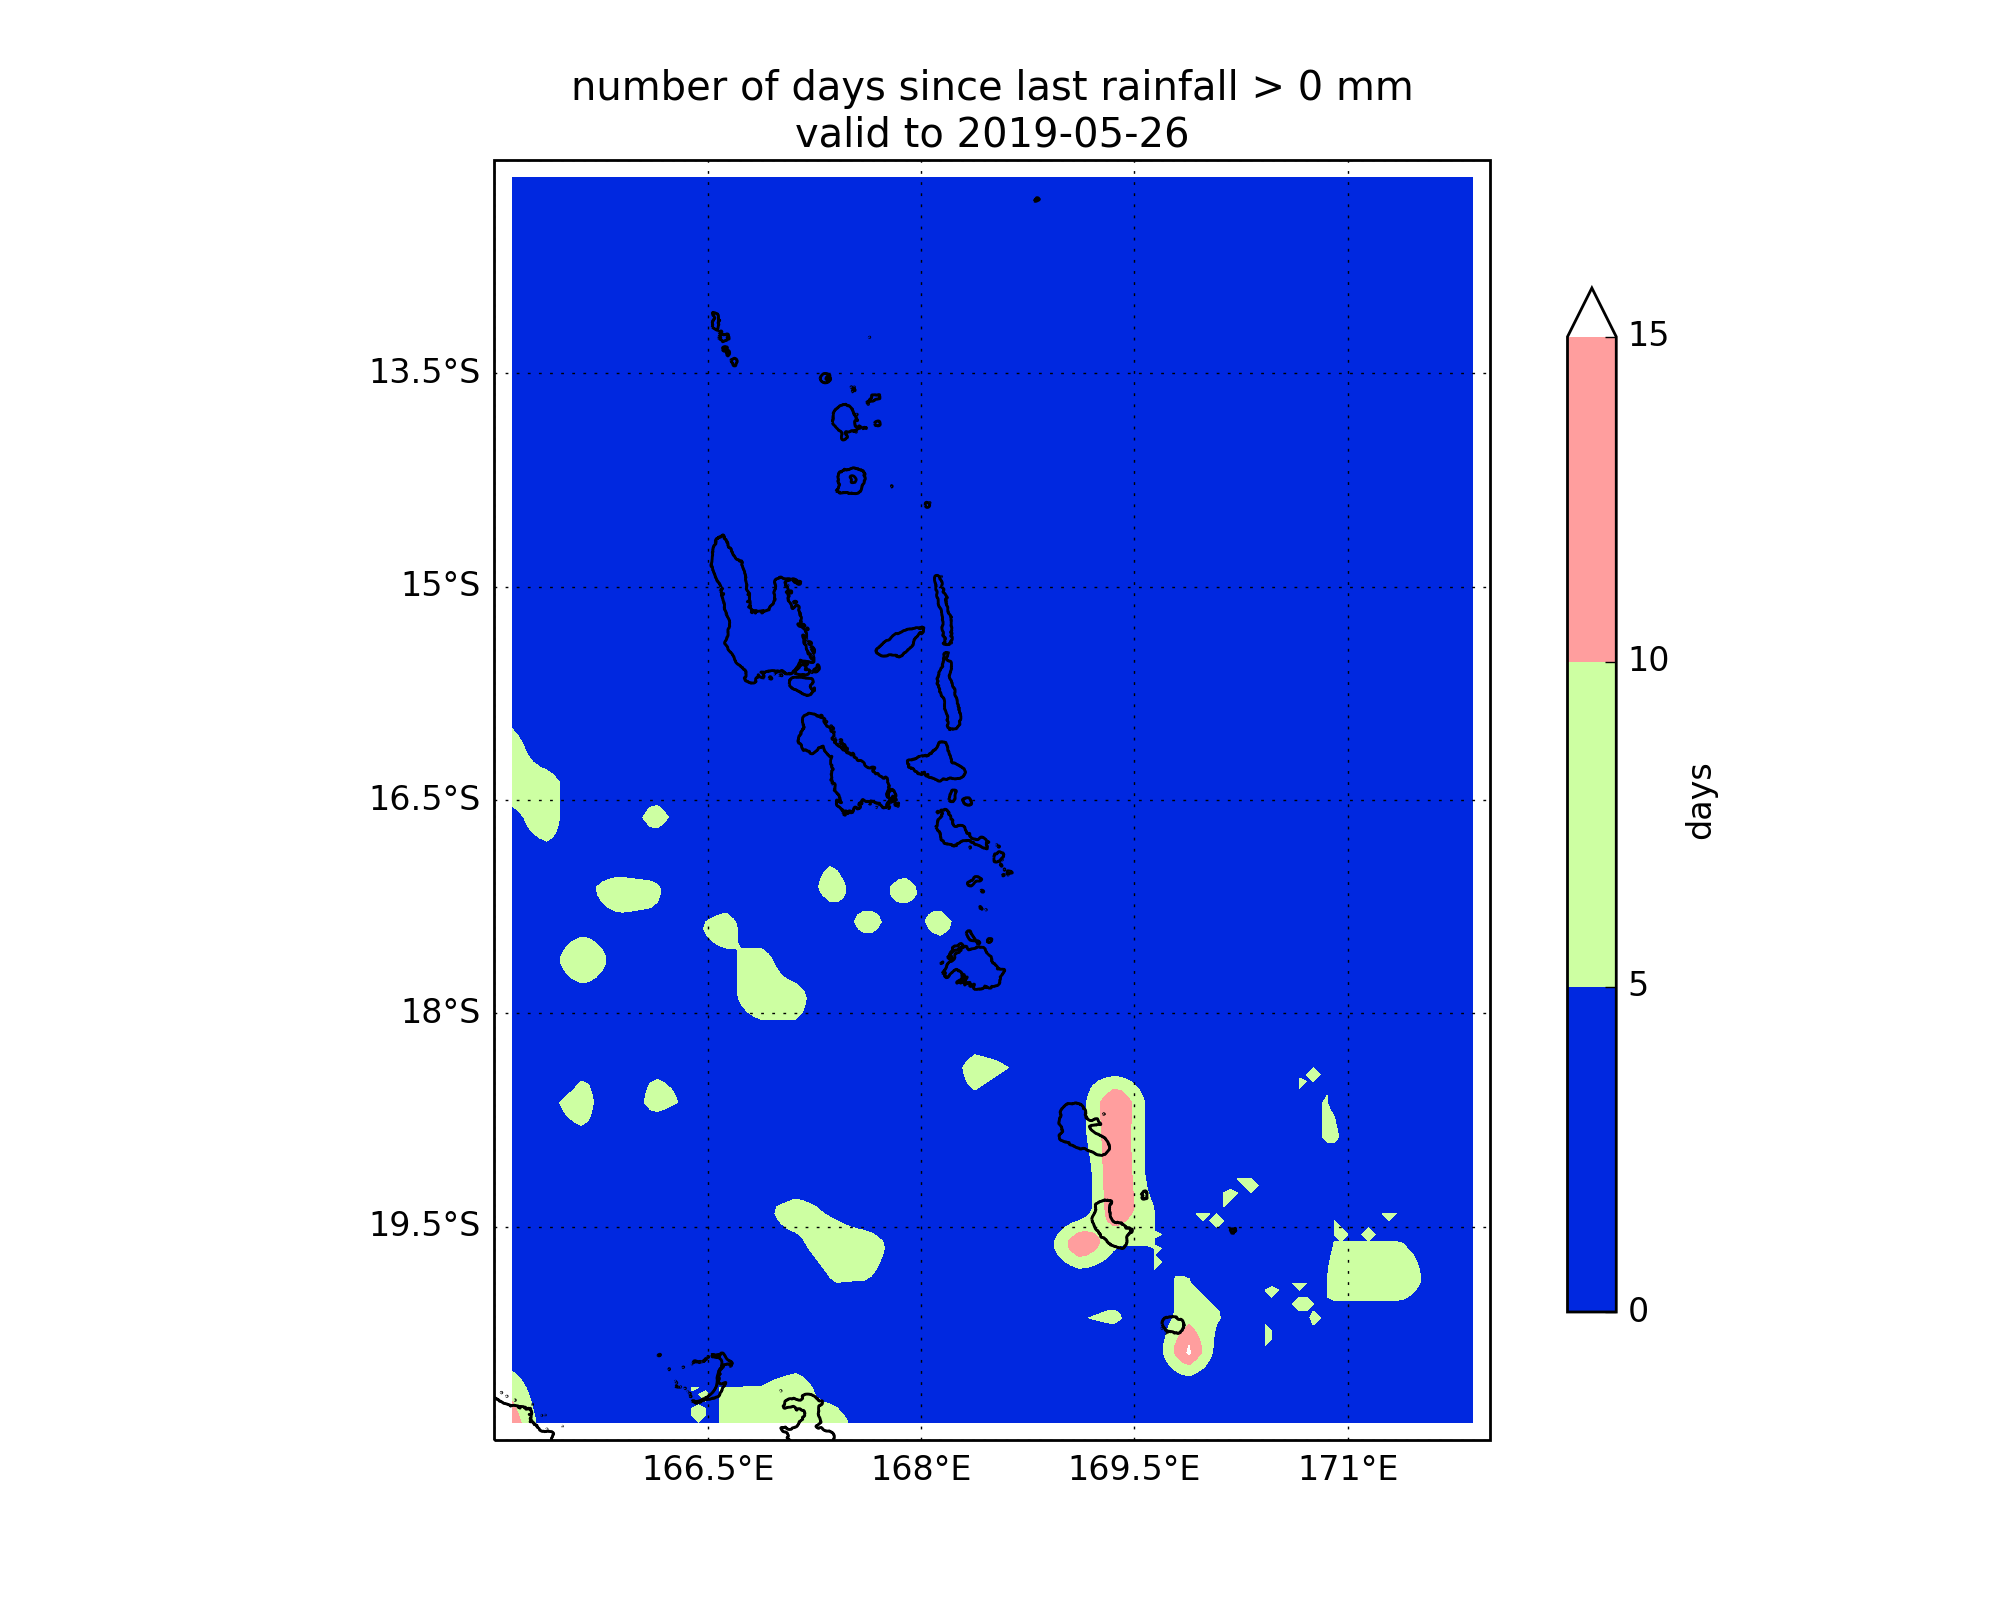 number of days since last rainfall > 0 mm
valid to 2019-05-26
13.5°S
15°S
16.5°S
18°S
19.5°S
166.5°E
168°E
169.5°E
171°E
15
10
5
0
days